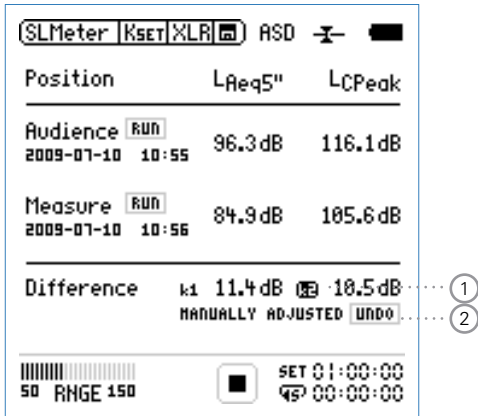 SLMeter KSET XLR ASD
Position LAeq5" LCPeak
Audience RUN 96.3dB 116.1dB
2009-07-10 10:55
Measure RUN 84.9dB 105.6dB
2009-07-10 10:56
Difference k1 11.4dB k2 10.5dB 1
MANUALLY ADJUSTED UNDO 2
50 RNGE 150 SET 01:00:00
00:00:00